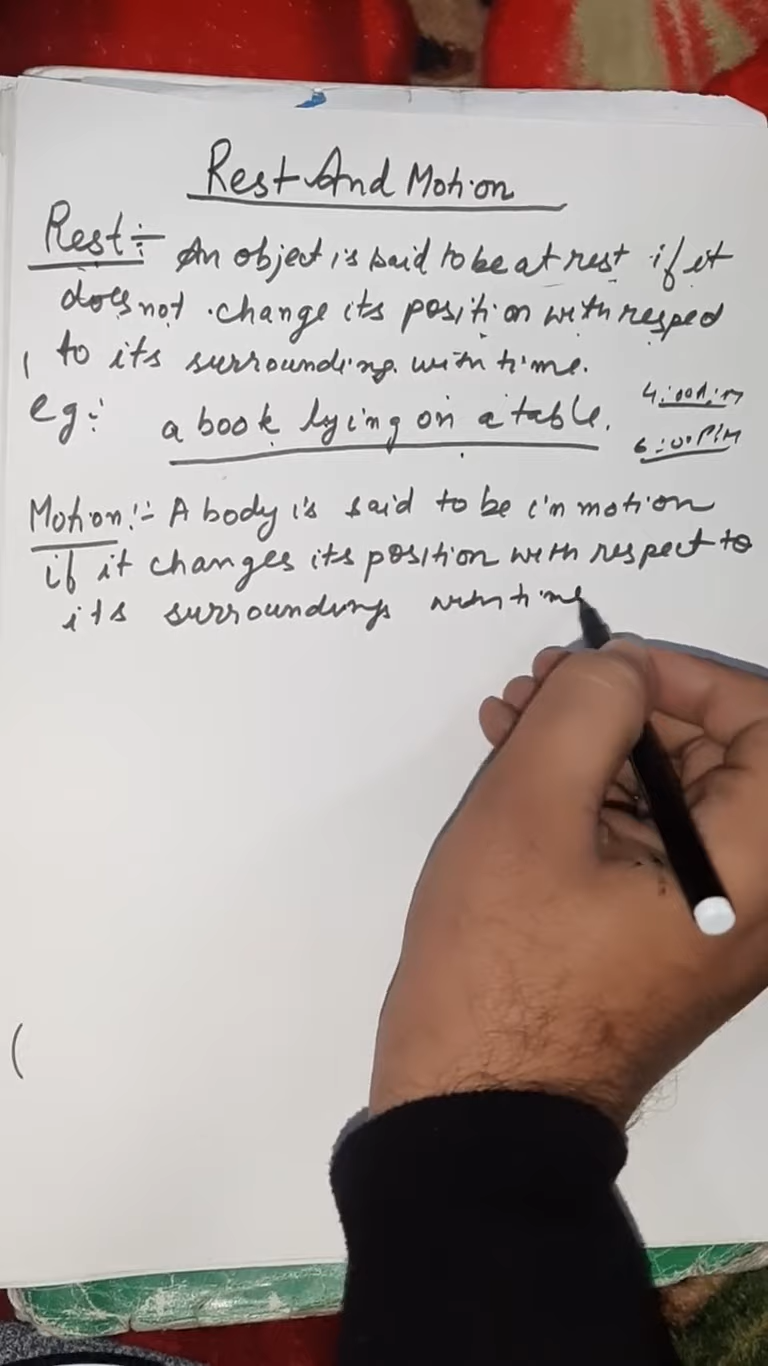 Rest And Motion
Rest :- An object is said to be at rest if it
does not change its position with respect
to its surrounding with time.
eg:- a book lying on a table.
4:00 A.M
6:00 P.M
Motion :- A body is said to be in motion
if it changes its position with respect to
its surroundings with time